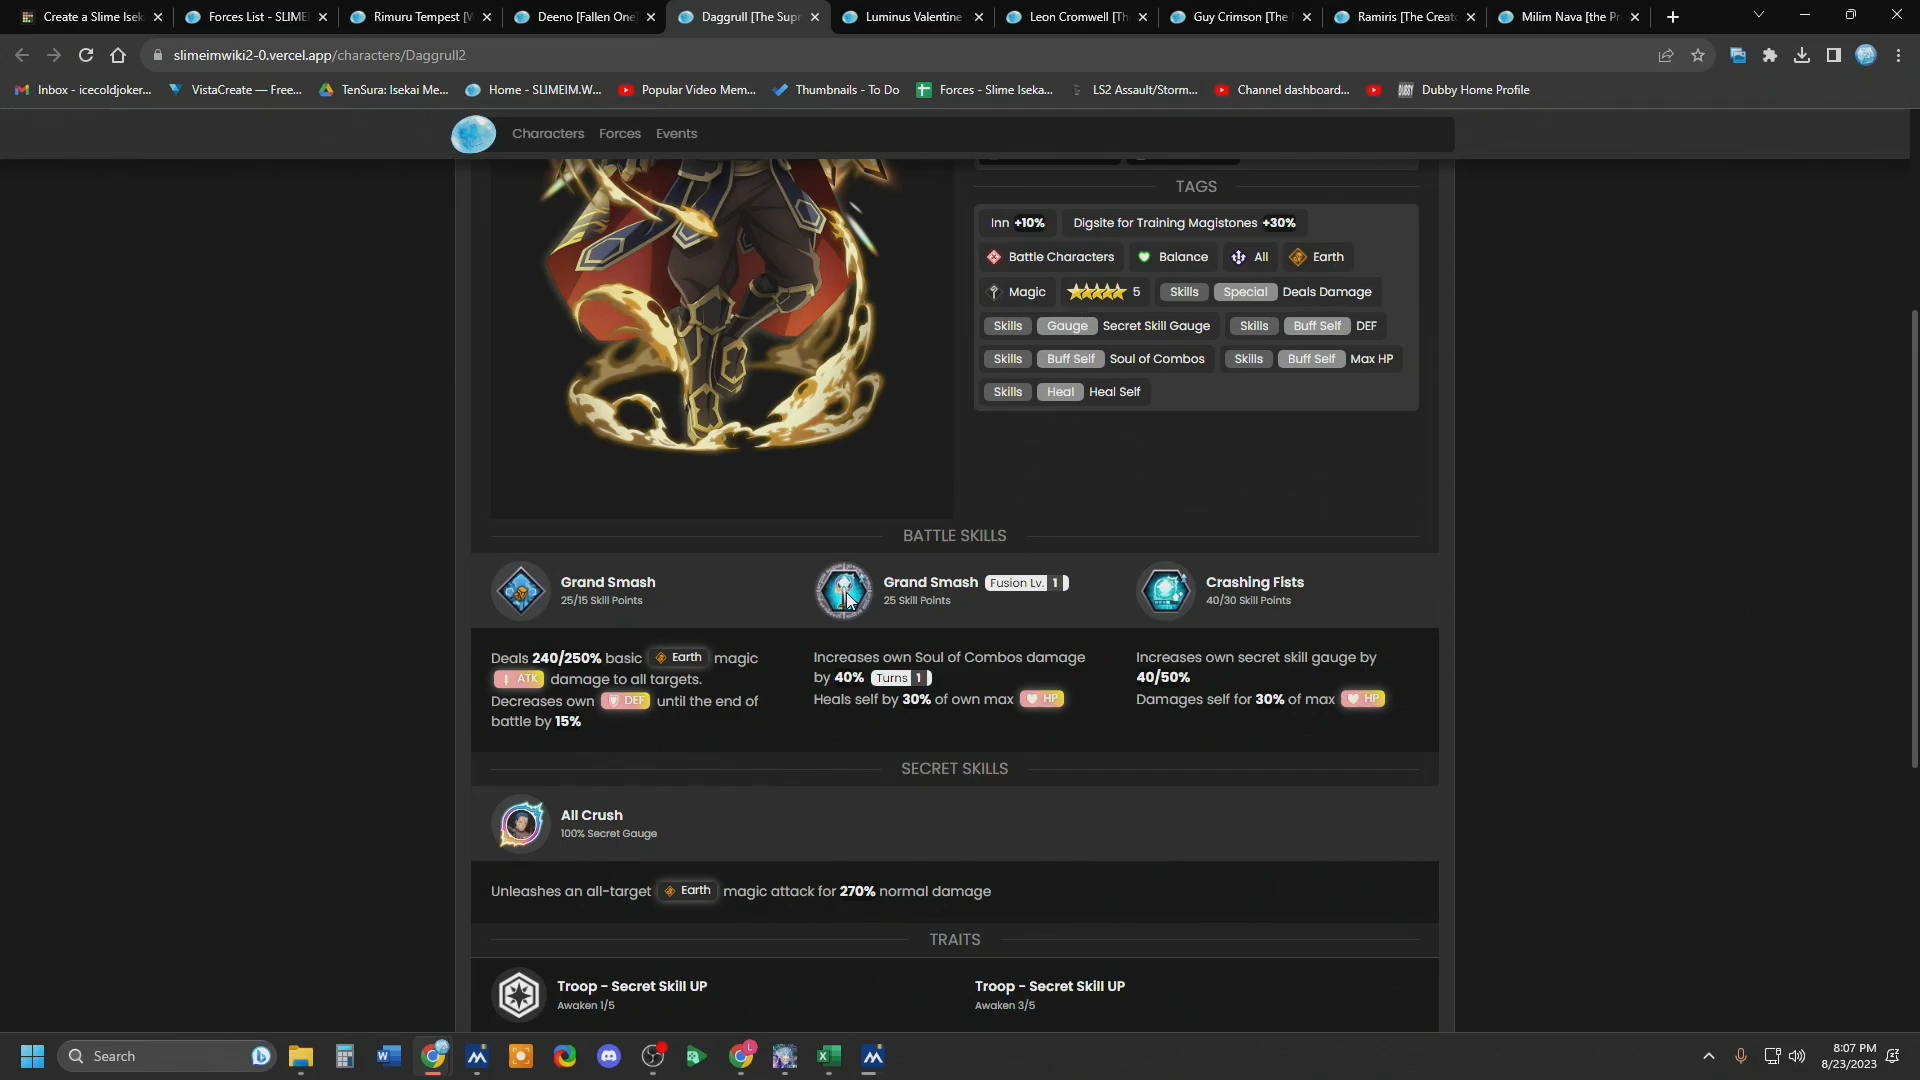 Create a Slime Isek
Forces List - SLIME
Rimuru Tempest [W
Deeno [Fallen One]
Daggrull [The Supr
Luminus Valentine
Leon Cromwell [Th
Guy Crimson [The
Ramiris [The Creato
Milim Nava [the Pr
slimeimwiki2-0.vercel.app/characters/Daggrull2
Inbox - icecoldjoker...
VistaCreate — Free...
TenSura: Isekai Me...
Home - SLIMEIM.W...
Popular Video Mem...
Thumbnails - To Do
Forces - Slime Iseka...
LS2 Assault/Storm...
Channel dashboard...
Dubby Home Profile
Characters Forces Events
TAGS
Inn +10% Digsite for Training Magistones +30%
Battle Characters Balance All Earth
Magic 5 Skills Special Deals Damage
Skills Gauge Secret Skill Gauge Skills Buff Self DEF
Skills Buff Self Soul of Combos Skills Buff Self Max HP
Skills Heal Heal Self
BATTLE SKILLS
Grand Smash
25/15 Skill Points
Deals 240/250% basic Earth magic
ATK damage to all targets.
Decreases own DEF until the end of
battle by 15%
Grand Smash Fusion Lv. 1
25 Skill Points
Increases own Soul of Combos damage
by 40% Turns 1
Heals self by 30% of own max HP
Crashing Fists
40/30 Skill Points
Increases own secret skill gauge by
40/50%
Damages self for 30% of max HP
SECRET SKILLS
All Crush
100% Secret Gauge
Unleashes an all-target Earth magic attack for 270% normal damage
TRAITS
Troop - Secret Skill UP
Awaken 1/5
Troop - Secret Skill UP
Awaken 3/5
Search
8:07 PM
8/23/2023